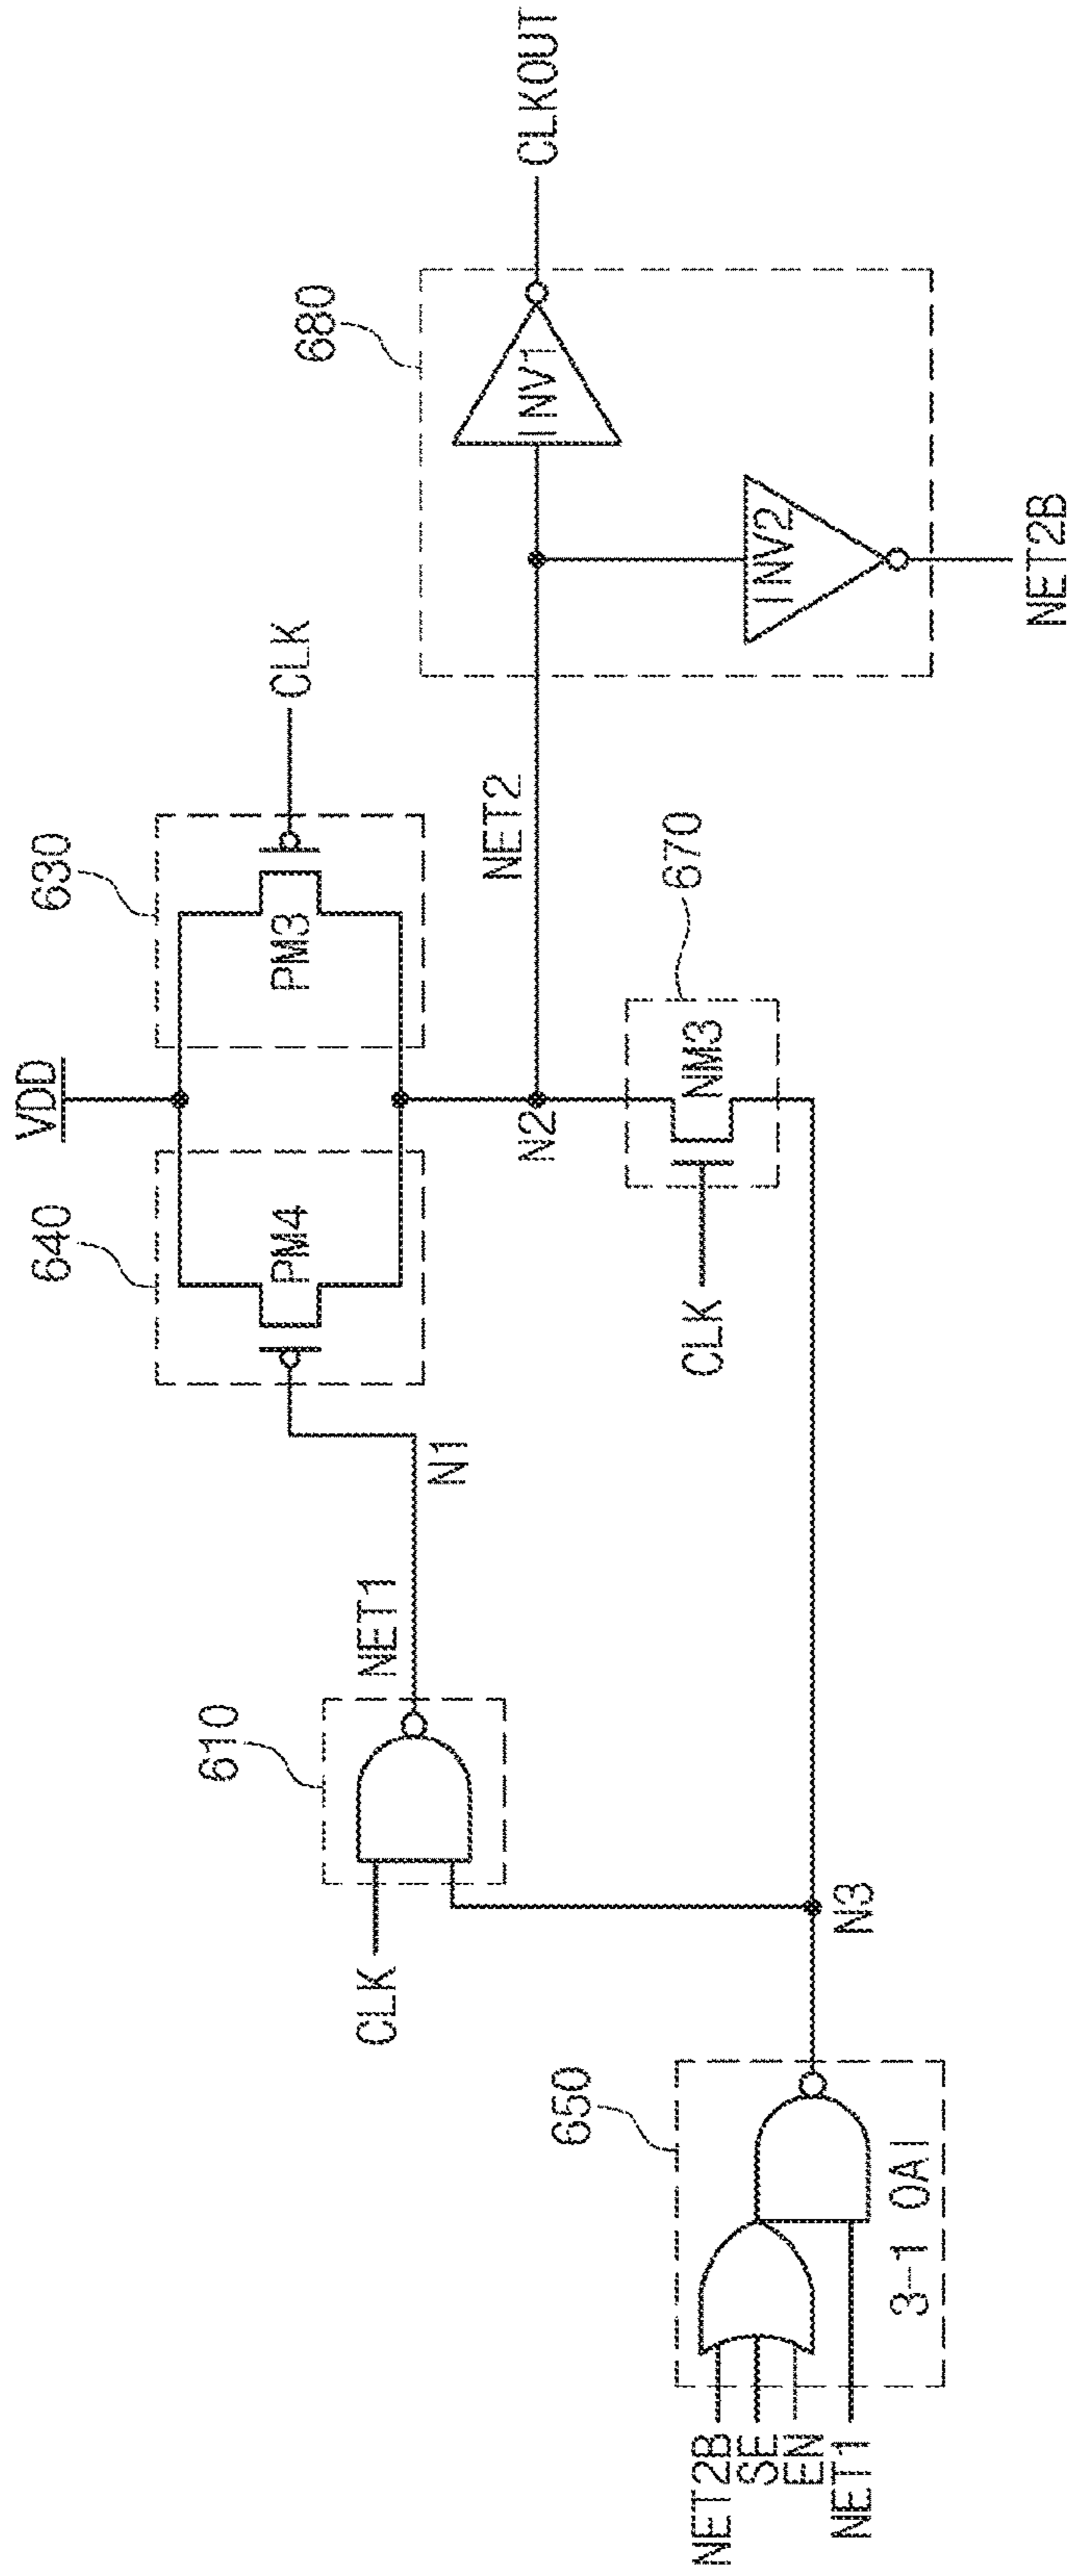 VDD
640
630
PM4
PM3
CLK
610
NET1
N1
CLK
N2
NET2
680
INV1
CLKOUT
INV2
NET2B
670
NM3
CLK
650
NET2B
SE
EN
NET1
3-1 OAI
N3